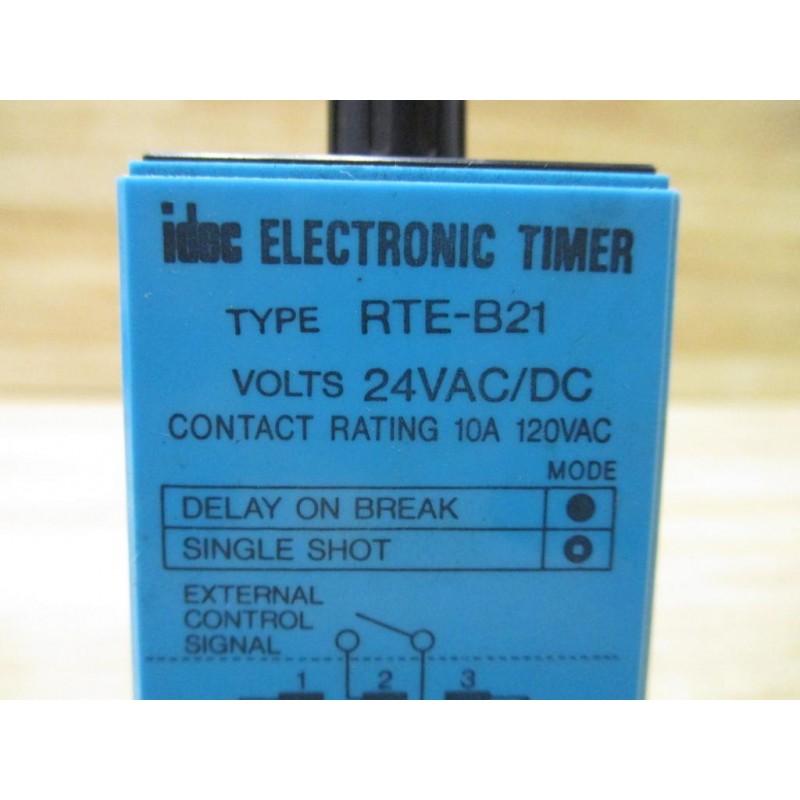 idec ELECTRONIC TIMER
TYPE RTE-B21
VOLTS 24VAC/DC
CONTACT RATING 10A 120VAC
MODE
DELAY ON BREAK
SINGLE SHOT
EXTERNAL
CONTROL
SIGNAL
1 2 3